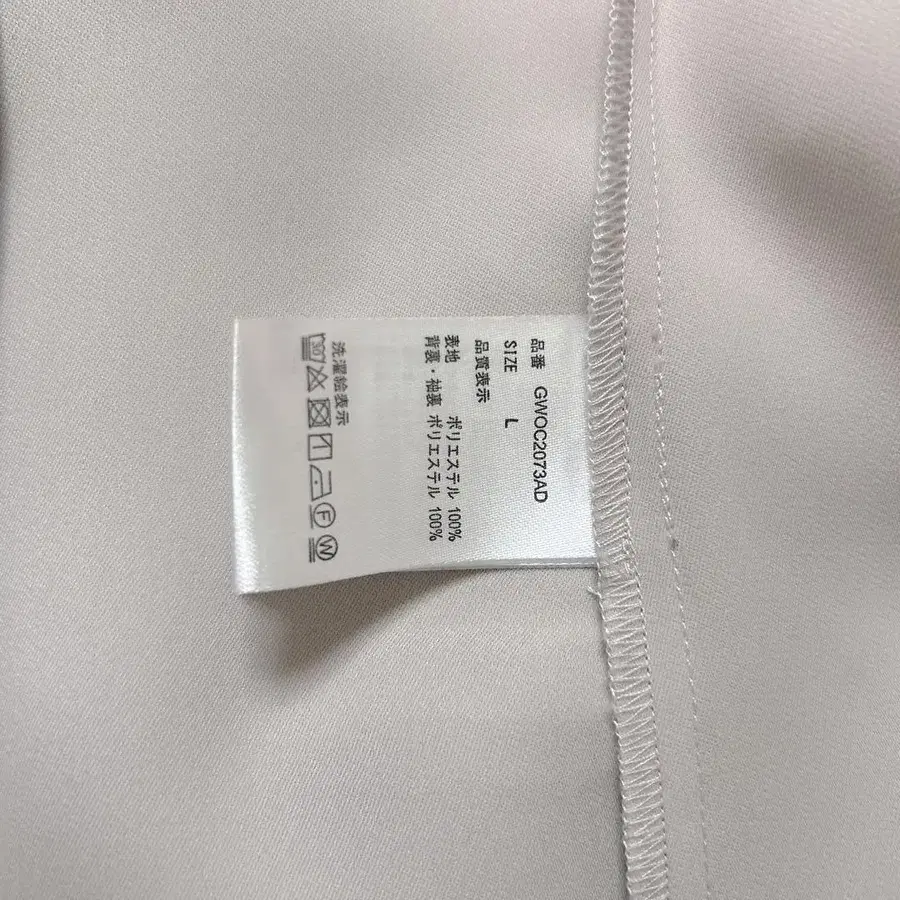 品番 GWOC2073AD
SIZE L
品質表示
表地 ポリエステル 100%
背裏・袖裏 ポリエステル 100%
洗濯絵表示
30
F W